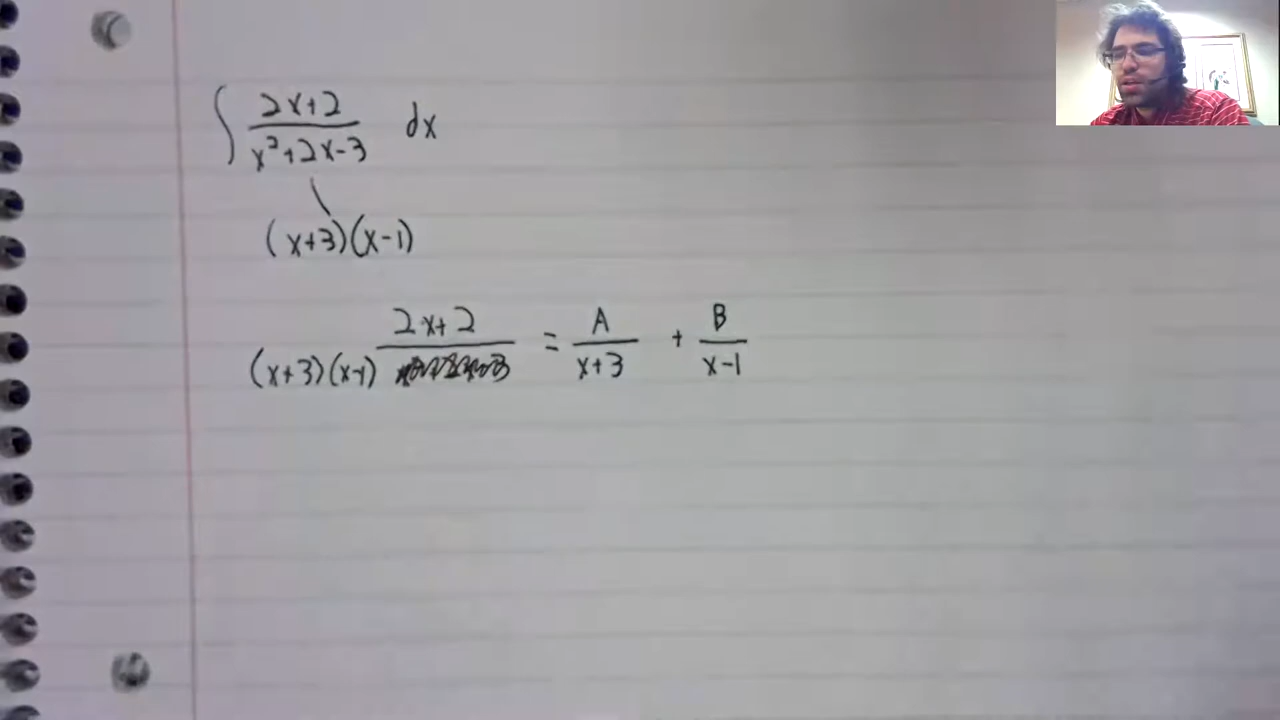 ∫ 2x+2 / x²+2x-3 dx
(x+3)(x-1)
(x+3)(x-1) 2x+2 = A / x+3 + B / x-1